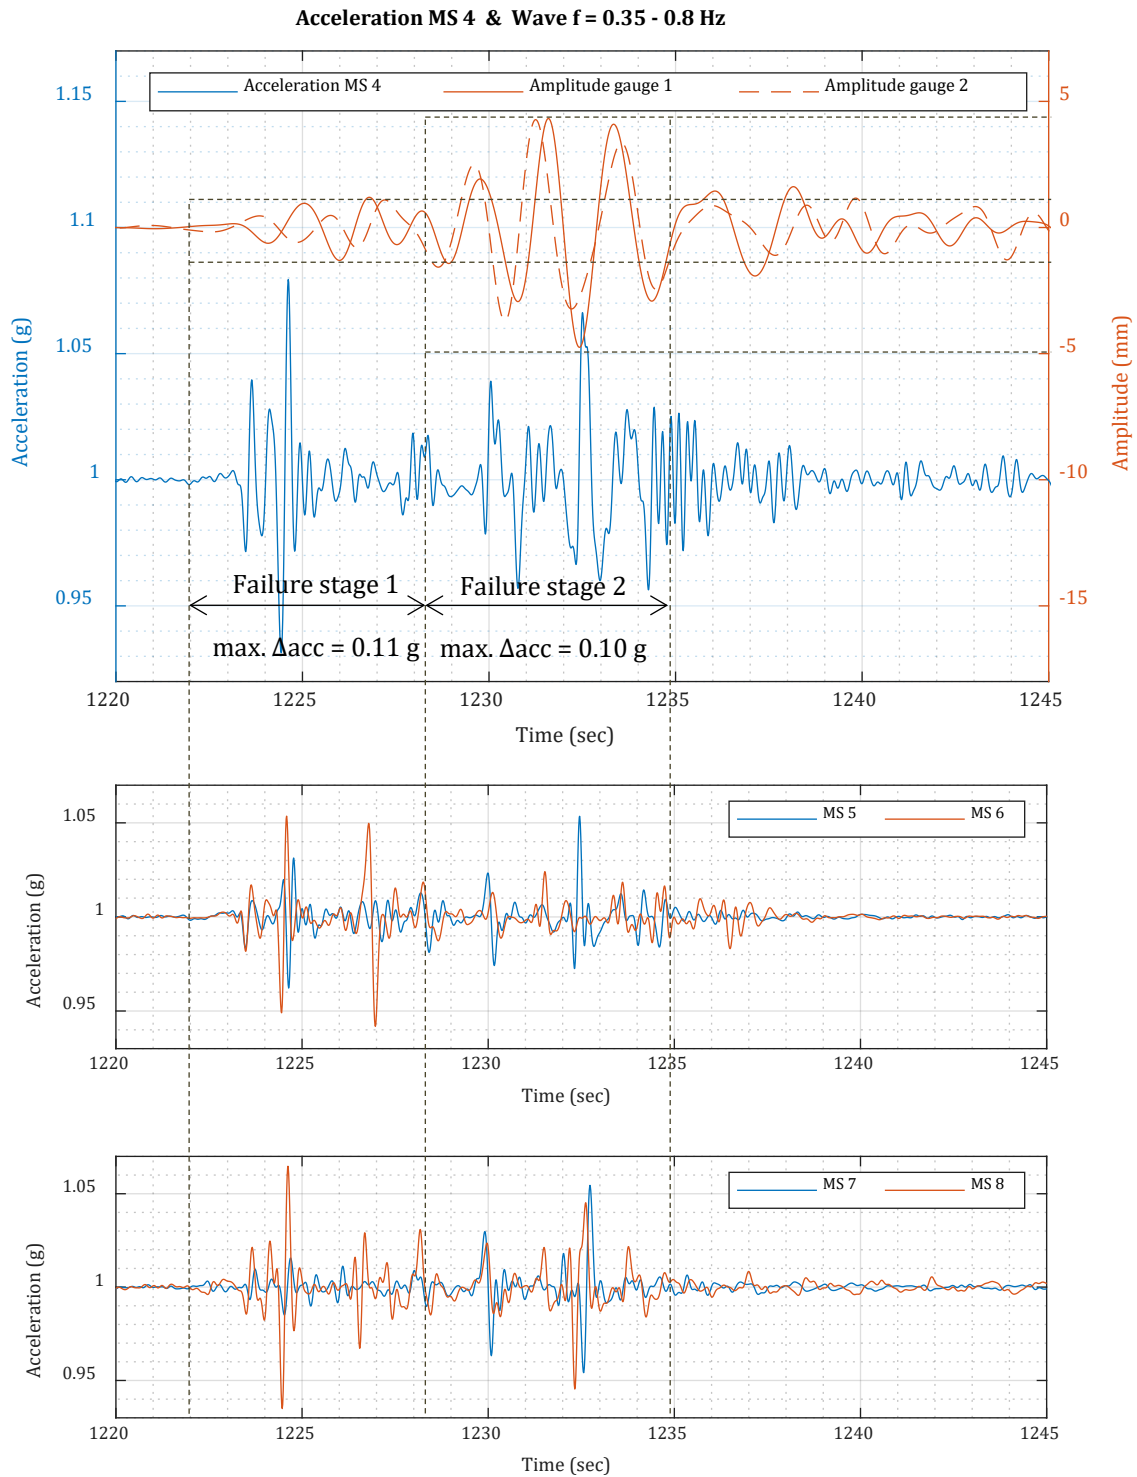 Acceleration MS 4 & Wave f = 0.35 - 0.8 Hz
Acceleration MS 4 Amplitude gauge 1 Amplitude gauge 2
1.15
1.1
1.05
1
0.95
Acceleration (g)
5
0
-5
-10
-15
Amplitude (mm)
Failure stage 1 Failure stage 2
max. Δacc = 0.11 g max. Δacc = 0.10 g
1220 1225 1230 1235 1240 1245
Time (sec)
MS 5 MS 6
1.05
1
0.95
Acceleration (g)
1220 1225 1230 1235 1240 1245
Time (sec)
MS 7 MS 8
1.05
1
0.95
Acceleration (g)
1220 1225 1230 1235 1240 1245
Time (sec)